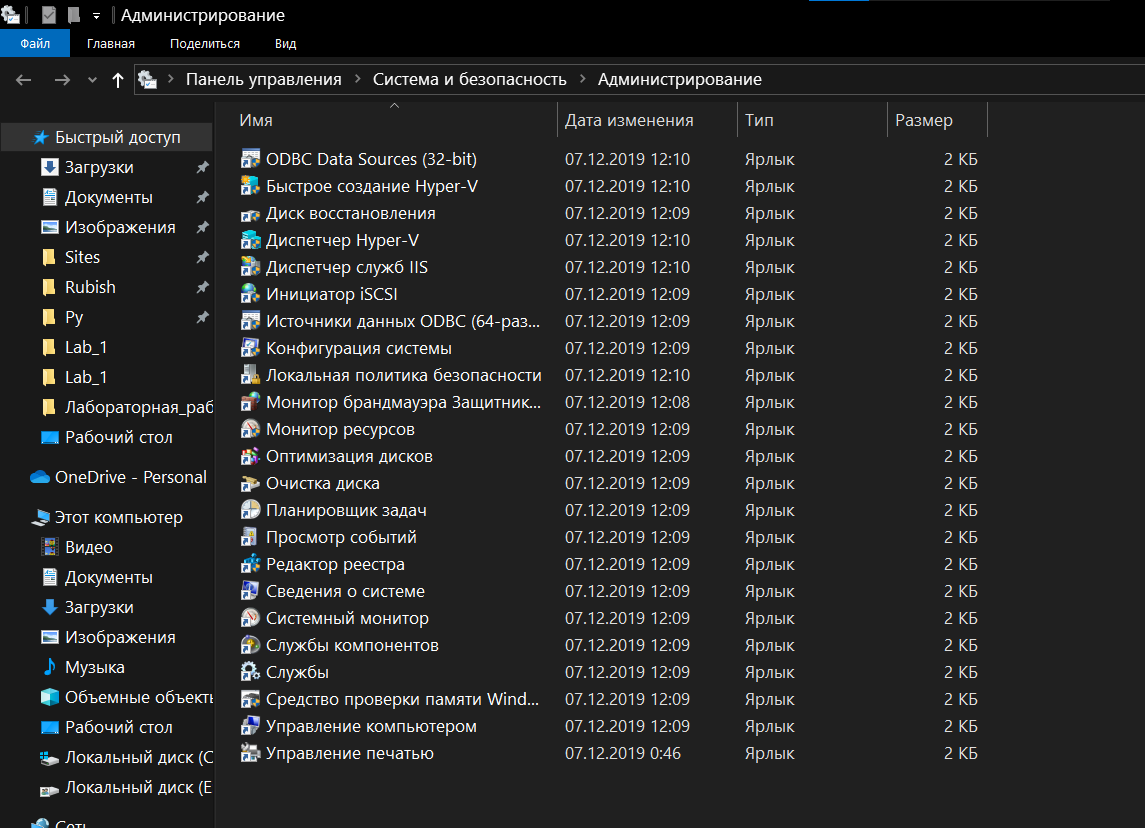 Администрирование
Файл Главная Поделиться Вид
Панель управления Система и безопасность Администрирование
Имя Дата изменения Тип Размер
Быстрый доступ
Загрузки
Документы
Изображения
Sites
Rubish
Py
Lab_1
Lab_1
Лабораторная_раб
Рабочий стол
OneDrive - Personal
Этот компьютер
Видео
Документы
Загрузки
Изображения
Музыка
Объемные объекты
Рабочий стол
Локальный диск (C
Локальный диск (E
Сеть
ODBC Data Sources (32-bit) 07.12.2019 12:10 Ярлык 2 КБ
Быстрое создание Hyper-V 07.12.2019 12:10 Ярлык 2 КБ
Диск восстановления 07.12.2019 12:09 Ярлык 2 КБ
Диспетчер Hyper-V 07.12.2019 12:10 Ярлык 2 КБ
Диспетчер служб IIS 07.12.2019 12:10 Ярлык 2 КБ
Инициатор iSCSI 07.12.2019 12:09 Ярлык 2 КБ
Источники данных ODBC (64-раз... 07.12.2019 12:09 Ярлык 2 КБ
Конфигурация системы 07.12.2019 12:09 Ярлык 2 КБ
Локальная политика безопасности 07.12.2019 12:10 Ярлык 2 КБ
Монитор брандмауэра Защитник... 07.12.2019 12:08 Ярлык 2 КБ
Монитор ресурсов 07.12.2019 12:09 Ярлык 2 КБ
Оптимизация дисков 07.12.2019 12:09 Ярлык 2 КБ
Очистка диска 07.12.2019 12:09 Ярлык 2 КБ
Планировщик задач 07.12.2019 12:09 Ярлык 2 КБ
Просмотр событий 07.12.2019 12:09 Ярлык 2 КБ
Редактор реестра 07.12.2019 12:09 Ярлык 2 КБ
Сведения о системе 07.12.2019 12:09 Ярлык 2 КБ
Системный монитор 07.12.2019 12:09 Ярлык 2 КБ
Службы компонентов 07.12.2019 12:09 Ярлык 2 КБ
Службы 07.12.2019 12:09 Ярлык 2 КБ
Средство проверки памяти Wind... 07.12.2019 12:09 Ярлык 2 КБ
Управление компьютером 07.12.2019 12:09 Ярлык 2 КБ
Управление печатью 07.12.2019 0:46 Ярлык 2 КБ